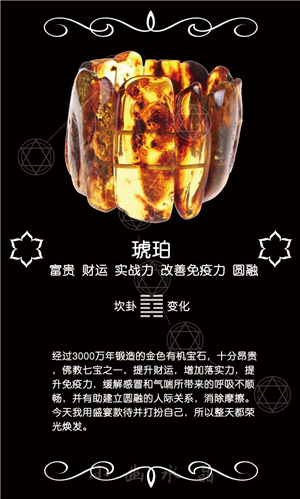 琥珀
富贵 财运 实战力 改善免疫力 圆融
坎卦 变化
经过3000万年锻造的金色有机宝石，十分昂贵
，佛教七宝之一，提升财运，增加落实力，提
升免疫力，缓解感冒和气喘所带来的呼吸不顺
畅，并有助建立圆融的人际关系，消除摩擦。
今天我用盛宴款待并打扮自己，所以整天都荣
光焕发。